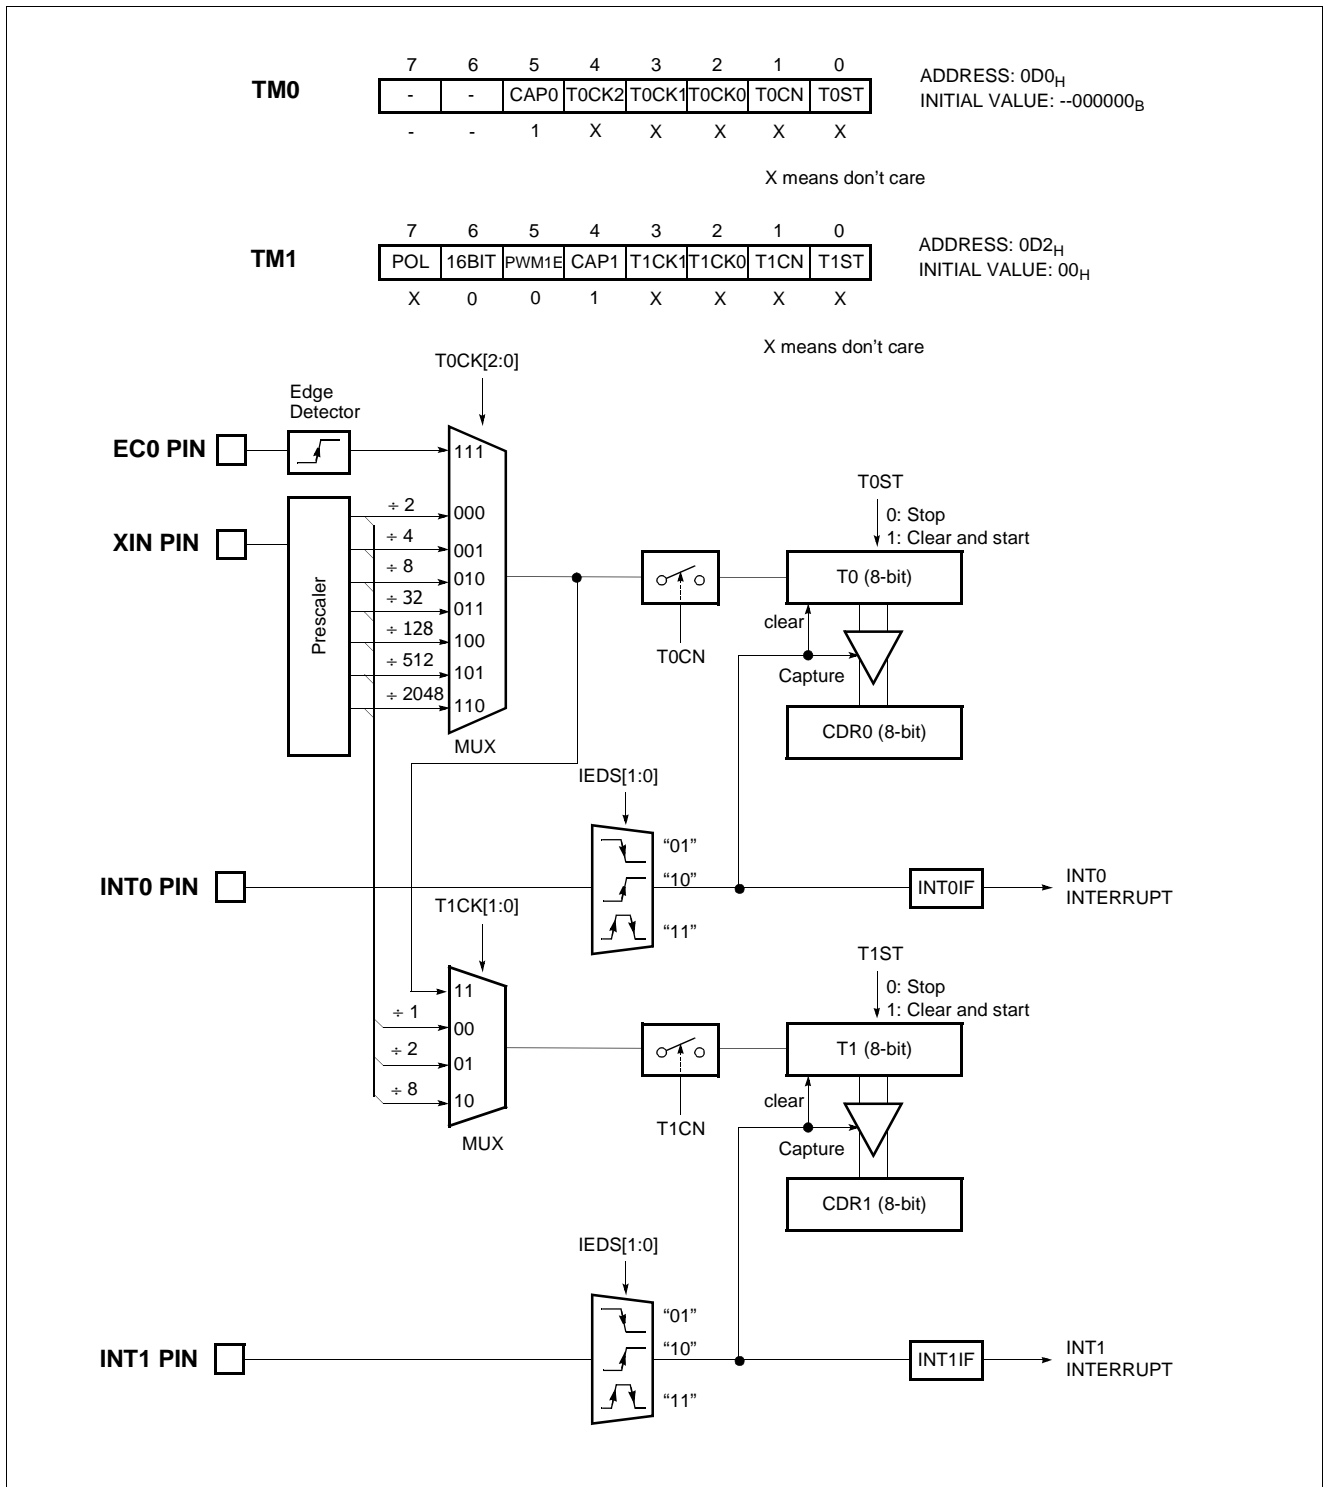 7 6 5 4 3 2 1 0
TM0 - - CAP0 T0CK2 T0CK1 T0CK0 T0CN T0ST
ADDRESS: 0D0H
INITIAL VALUE: --000000B
- - 1 X X X X X
X means don't care
7 6 5 4 3 2 1 0
TM1 POL 16BIT PWM1E CAP1 T1CK1 T1CK0 T1CN T1ST
ADDRESS: 0D2H
INITIAL VALUE: 00H
X 0 0 1 X X X X
X means don't care
T0CK[2:0]
Edge
Detector
EC0 PIN
111
XIN PIN
Prescaler
÷ 2 000
÷ 4 001
÷ 8 010
÷ 32 011
÷ 128 100
÷ 512 101
÷ 2048 110
MUX
T0CN
T0ST
0: Stop
1: Clear and start
T0 (8-bit)
clear
Capture
CDR0 (8-bit)
IEDS[1:0]
"01"
INT0 PIN
"10"
"11"
INT0IF
INT0
INTERRUPT
T1CK[1:0]
11
÷ 1 00
÷ 2 01
÷ 8 10
MUX
T1CN
T1ST
0: Stop
1: Clear and start
T1 (8-bit)
clear
Capture
CDR1 (8-bit)
IEDS[1:0]
"01"
INT1 PIN
"10"
"11"
INT1IF
INT1
INTERRUPT